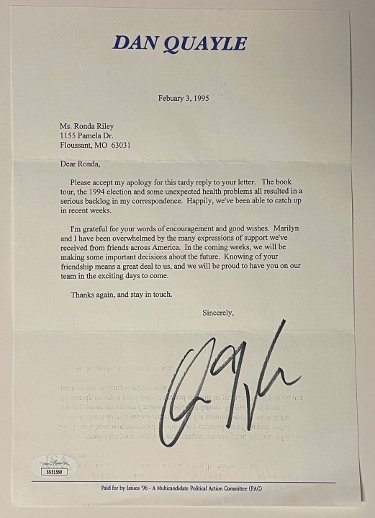 DAN QUAYLE
Febuary 3, 1995
Ms. Ronda Riley
1155 Pamela Dr.
Floussant, MO 63031
Dear Ronda,
Please accept my apology for this tardy reply to your letter. The book
tour, the 1994 election and some unexpected health problems all resulted in a
serious backlog in my correspondence. Happily, we've been able to catch up
in recent weeks.
I'm grateful for your words of encouragement and good wishes. Marilyn
and I have been overwhelmed by the many expressions of support we've
received from friends across America. In the coming weeks, we will be
making some important decisions about the future. Knowing of your
friendship means a great deal to us, and we will be proud to have you on our
team in the exciting days to come.
Thanks again, and stay in touch.
Sincerely,
Paid for by Issues '96 - A Multicandidate Political Action Committee (PAC)